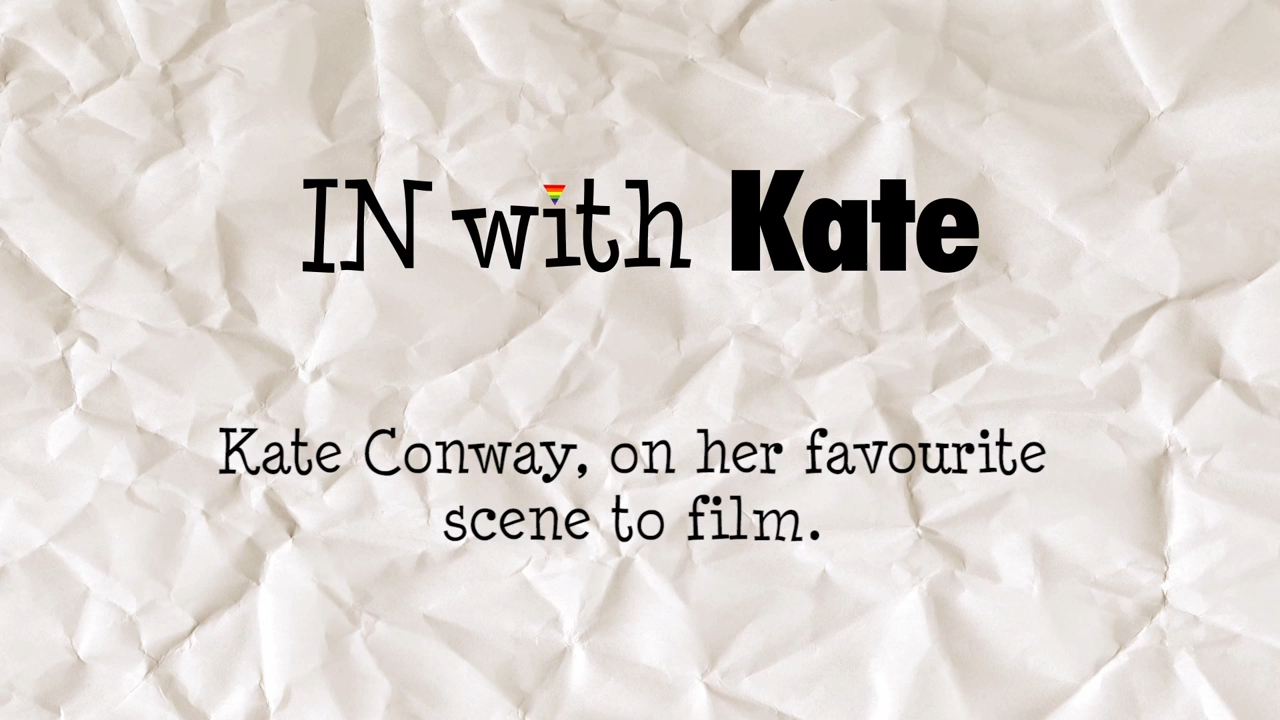 IN with Kate
Kate Conway, on her favourite
scene to film.